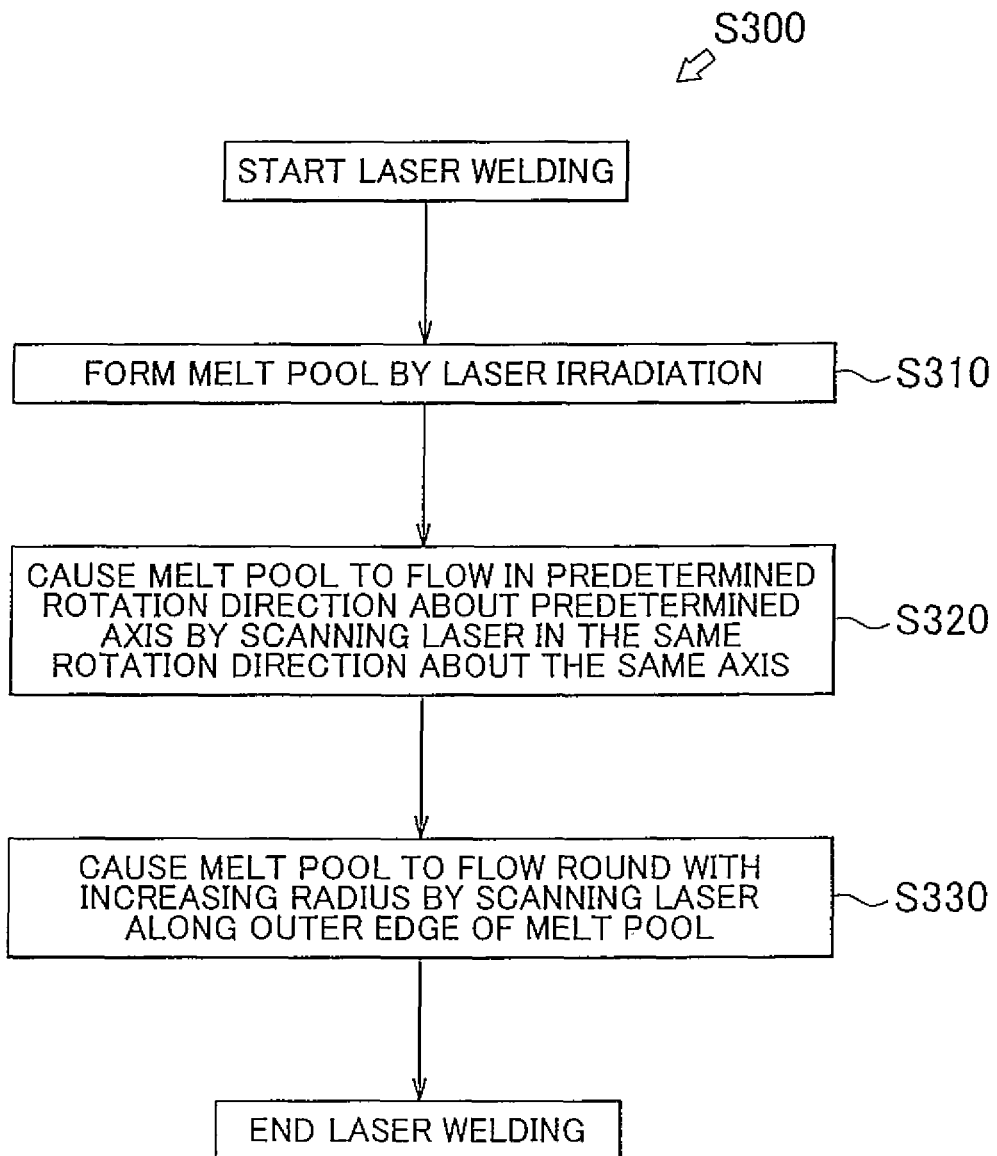 S300
START LASER WELDING
FORM MELT POOL BY LASER IRRADIATION
S310
CAUSE MELT POOL TO FLOW IN PREDETERMINED
ROTATION DIRECTION ABOUT PREDETERMINED
AXIS BY SCANNING LASER IN THE SAME
ROTATION DIRECTION ABOUT THE SAME AXIS
S320
CAUSE MELT POOL TO FLOW ROUND WITH
INCREASING RADIUS BY SCANNING LASER
ALONG OUTER EDGE OF MELT POOL
S330
END LASER WELDING